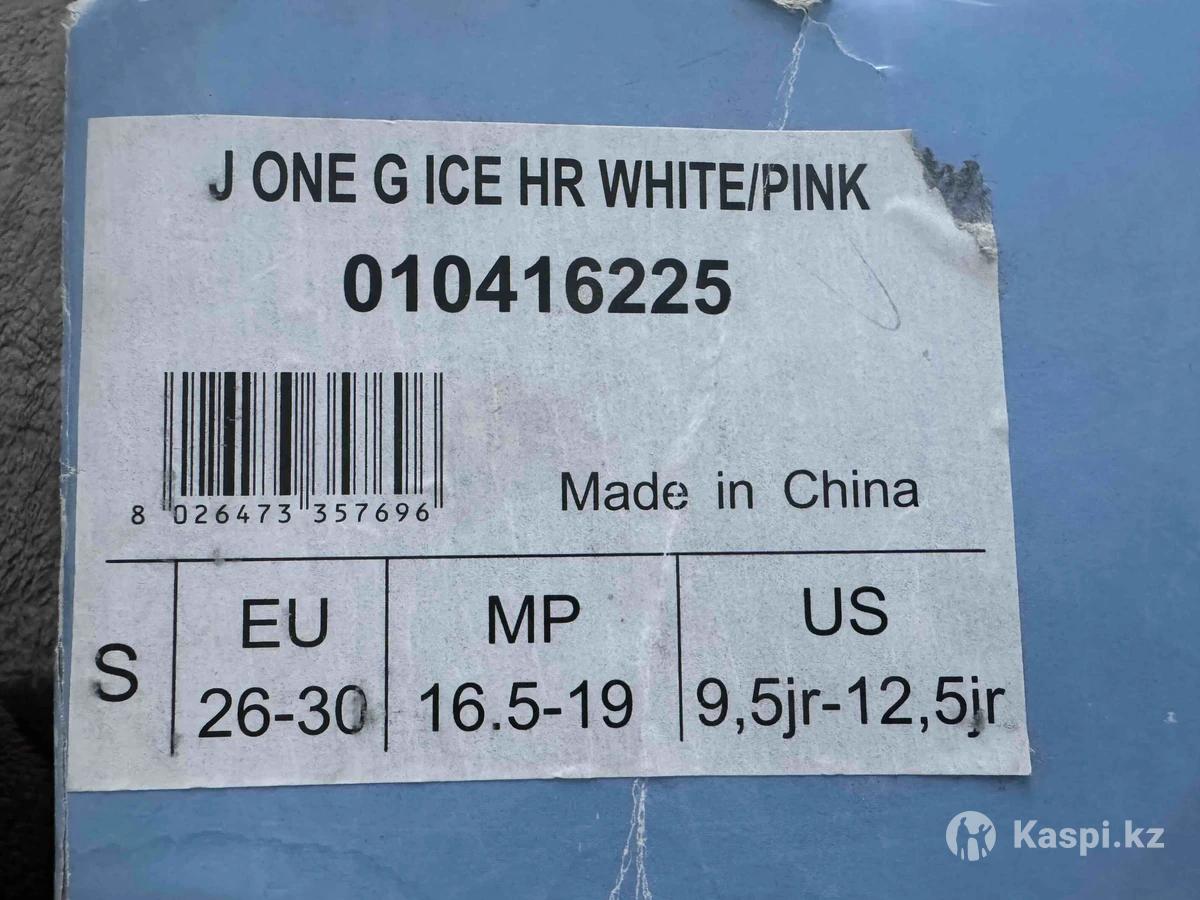 J ONE G ICE HR WHITE/PINK
010416225
8 026473 357696
Made in China
S
EU
26-30
MP
16.5-19
US
9,5jr-12,5jr
Kaspi.kz